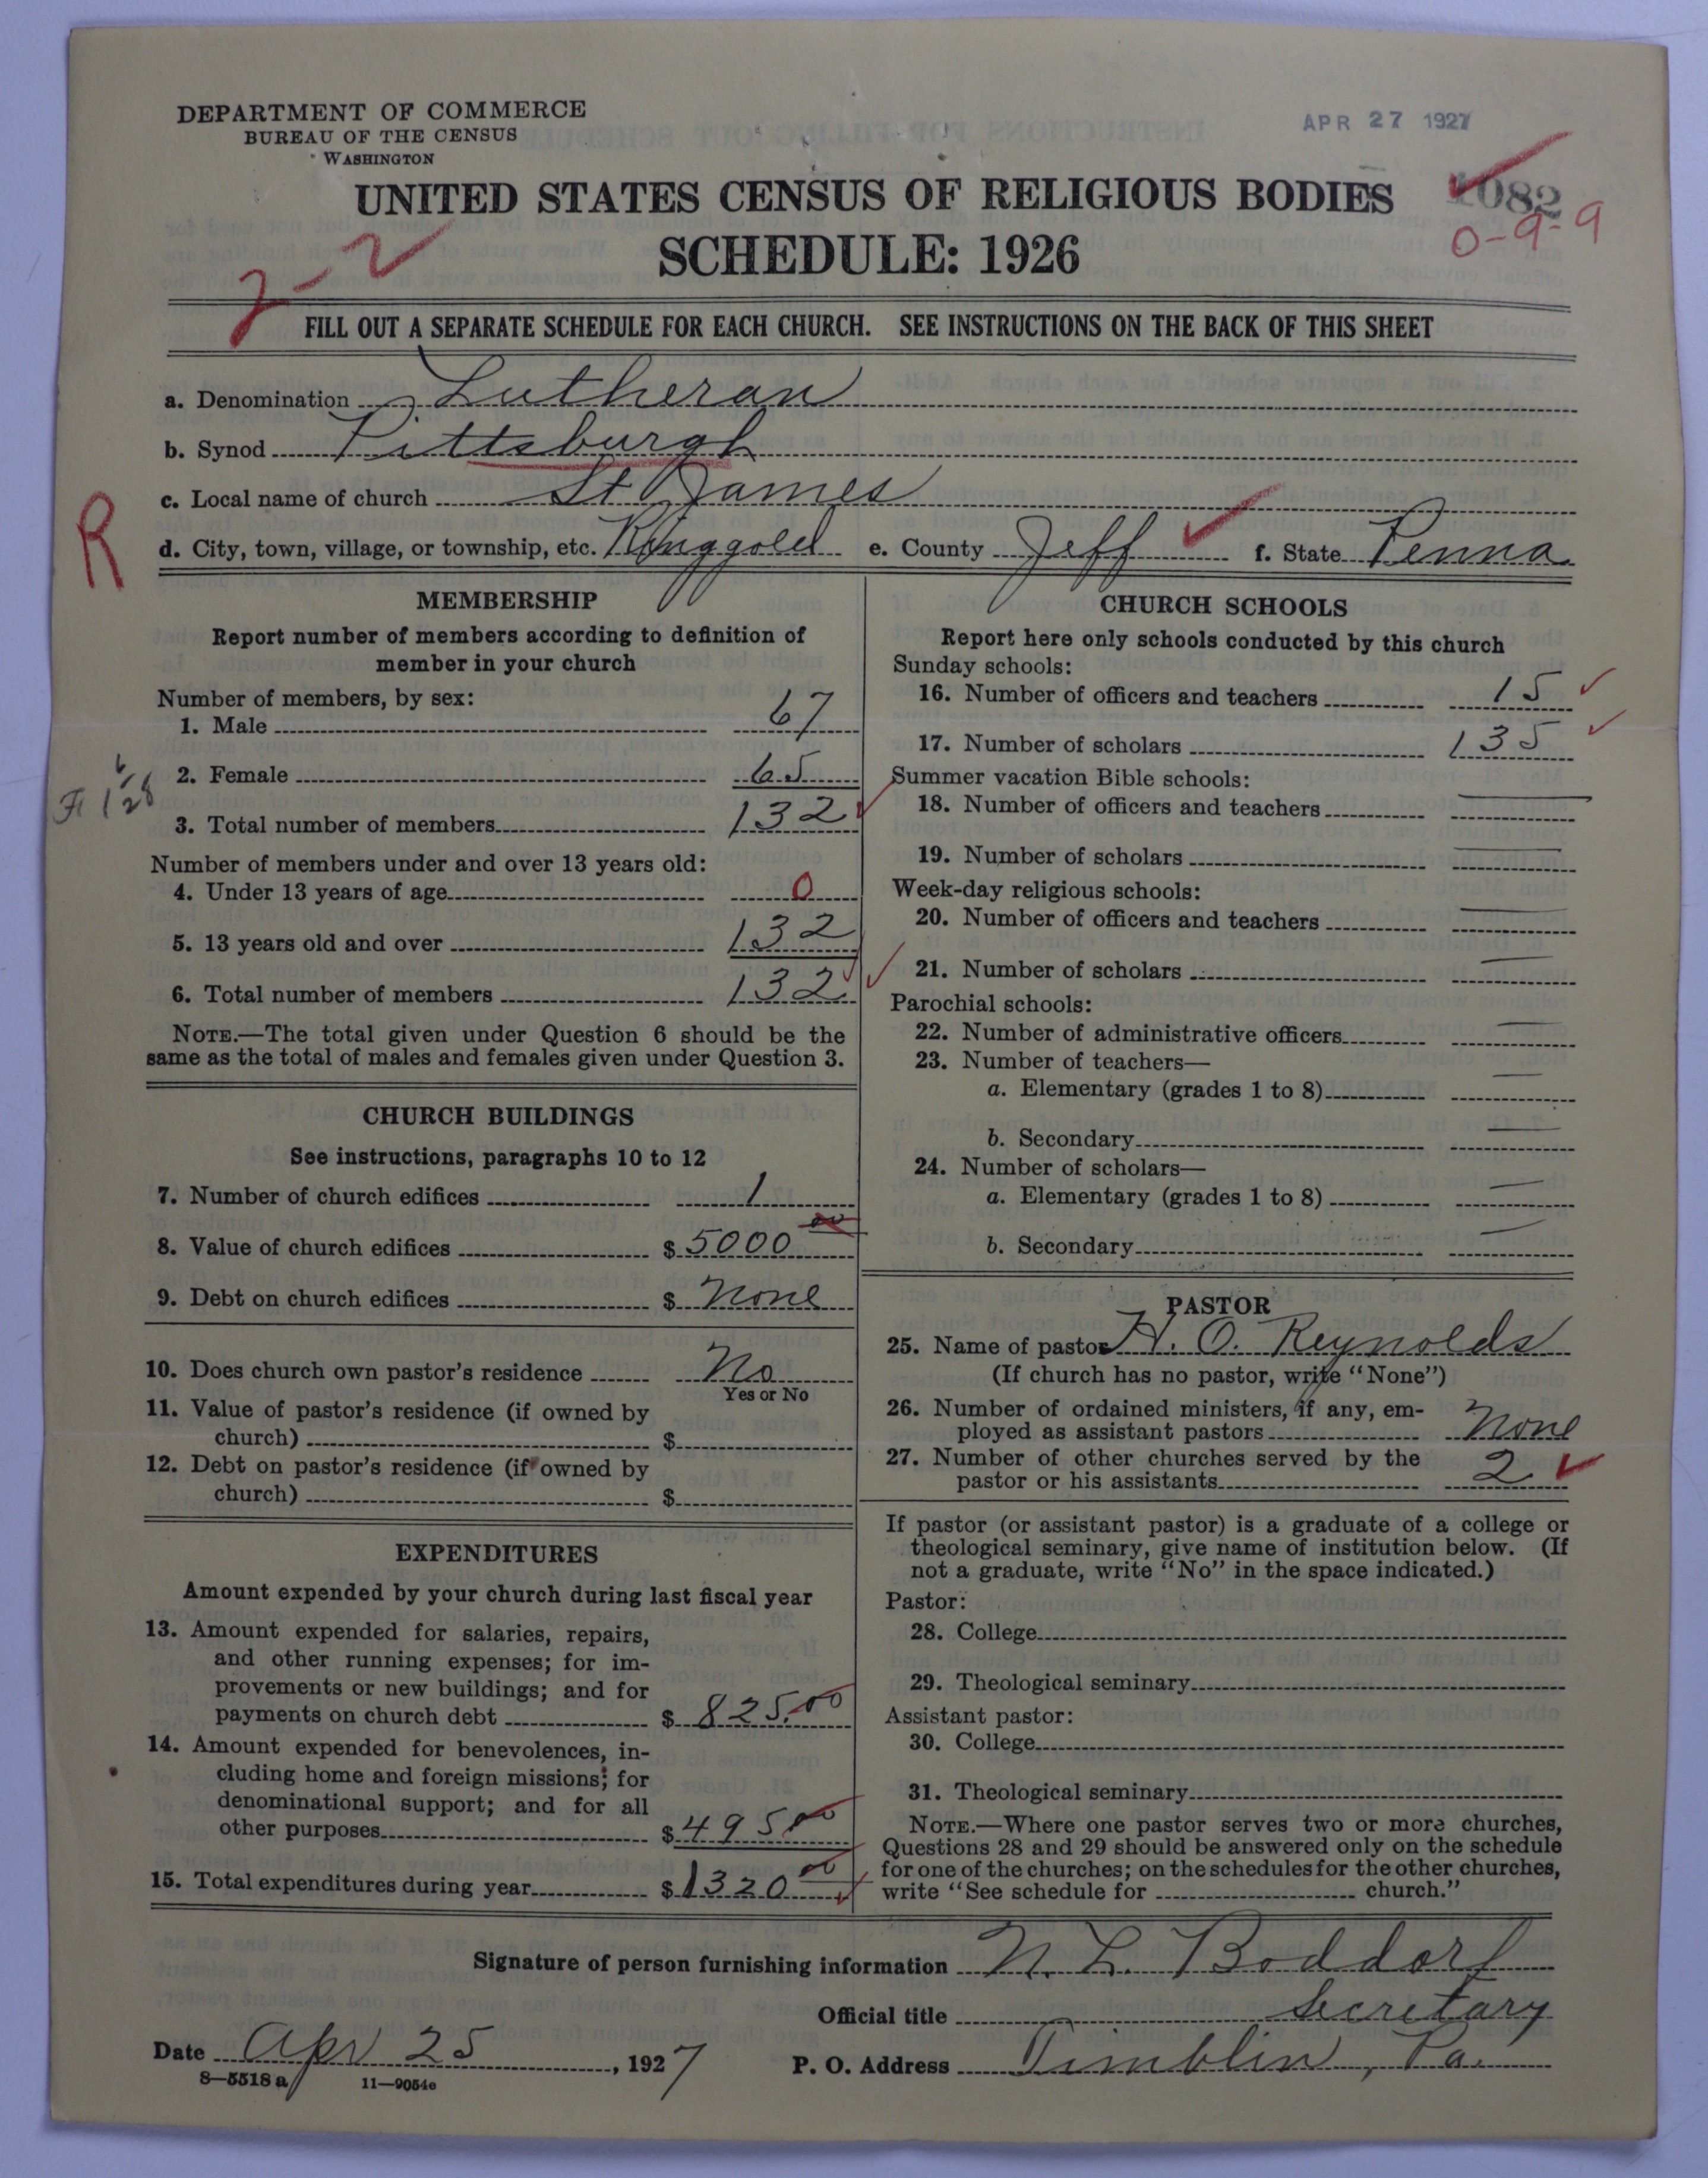 DEPARTMENT OF COMMERCE
BUREAU OF THE CENSUS
WASHINGTON
APR 27 1927
UNITED STATES CENSUS OF RELIGIOUS BODIES
1082
0-9-9
SCHEDULE: 1926
2-2
FILL OUT A SEPARATE SCHEDULE FOR EACH CHURCH. SEE INSTRUCTIONS ON THE BACK OF THIS SHEET
a. Denomination Lutheran
b. Synod Pittsburgh
c. Local name of church St James
R
d. City, town, village, or township, etc. Ringgold e. County Jeff f. State Penna
MEMBERSHIP
Report number of members according to definition of
member in your church
Number of members, by sex:
1. Male 67
2. Female 65
3. Total number of members 132
Number of members under and over 13 years old:
4. Under 13 years of age 0
5. 13 years old and over 132
6. Total number of members 132
NOTE.—The total given under Question 6 should be the
same as the total of males and females given under Question 3.
CHURCH BUILDINGS
See instructions, paragraphs 10 to 12
7. Number of church edifices 1
8. Value of church edifices $ 5000 00
9. Debt on church edifices $ None
10. Does church own pastor's residence No
Yes or No
11. Value of pastor's residence (if owned by
church) $
12. Debt on pastor's residence (if owned by
church) $
EXPENDITURES
Amount expended by your church during last fiscal year
13. Amount expended for salaries, repairs,
and other running expenses; for im-
provements or new buildings; and for
payments on church debt $ 825.00
14. Amount expended for benevolences, in-
cluding home and foreign missions; for
denominational support; and for all
other purposes $ 495 00
15. Total expenditures during year $ 1320 00
CHURCH SCHOOLS
Report here only schools conducted by this church
Sunday schools:
16. Number of officers and teachers 15
17. Number of scholars 135
Summer vacation Bible schools:
18. Number of officers and teachers
19. Number of scholars
Week-day religious schools:
20. Number of officers and teachers
21. Number of scholars
Parochial schools:
22. Number of administrative officers
23. Number of teachers—
a. Elementary (grades 1 to 8)
b. Secondary
24. Number of scholars—
a. Elementary (grades 1 to 8)
b. Secondary
PASTOR
25. Name of pastor H. O. Reynolds
(If church has no pastor, write "None")
26. Number of ordained ministers, if any, em-
ployed as assistant pastors None
27. Number of other churches served by the
pastor or his assistants 2
If pastor (or assistant pastor) is a graduate of a college or
theological seminary, give name of institution below. (If
not a graduate, write "No" in the space indicated.)
Pastor:
28. College
29. Theological seminary
Assistant pastor:
30. College
31. Theological seminary
NOTE.—Where one pastor serves two or more churches,
Questions 28 and 29 should be answered only on the schedule
for one of the churches; on the schedules for the other churches,
write "See schedule for church."
Signature of person furnishing information N. L. Boddorf
Official title Secretary
Date Apr 25, 1927 P. O. Address Timblin, Pa.
8—5518 a 11—9054e